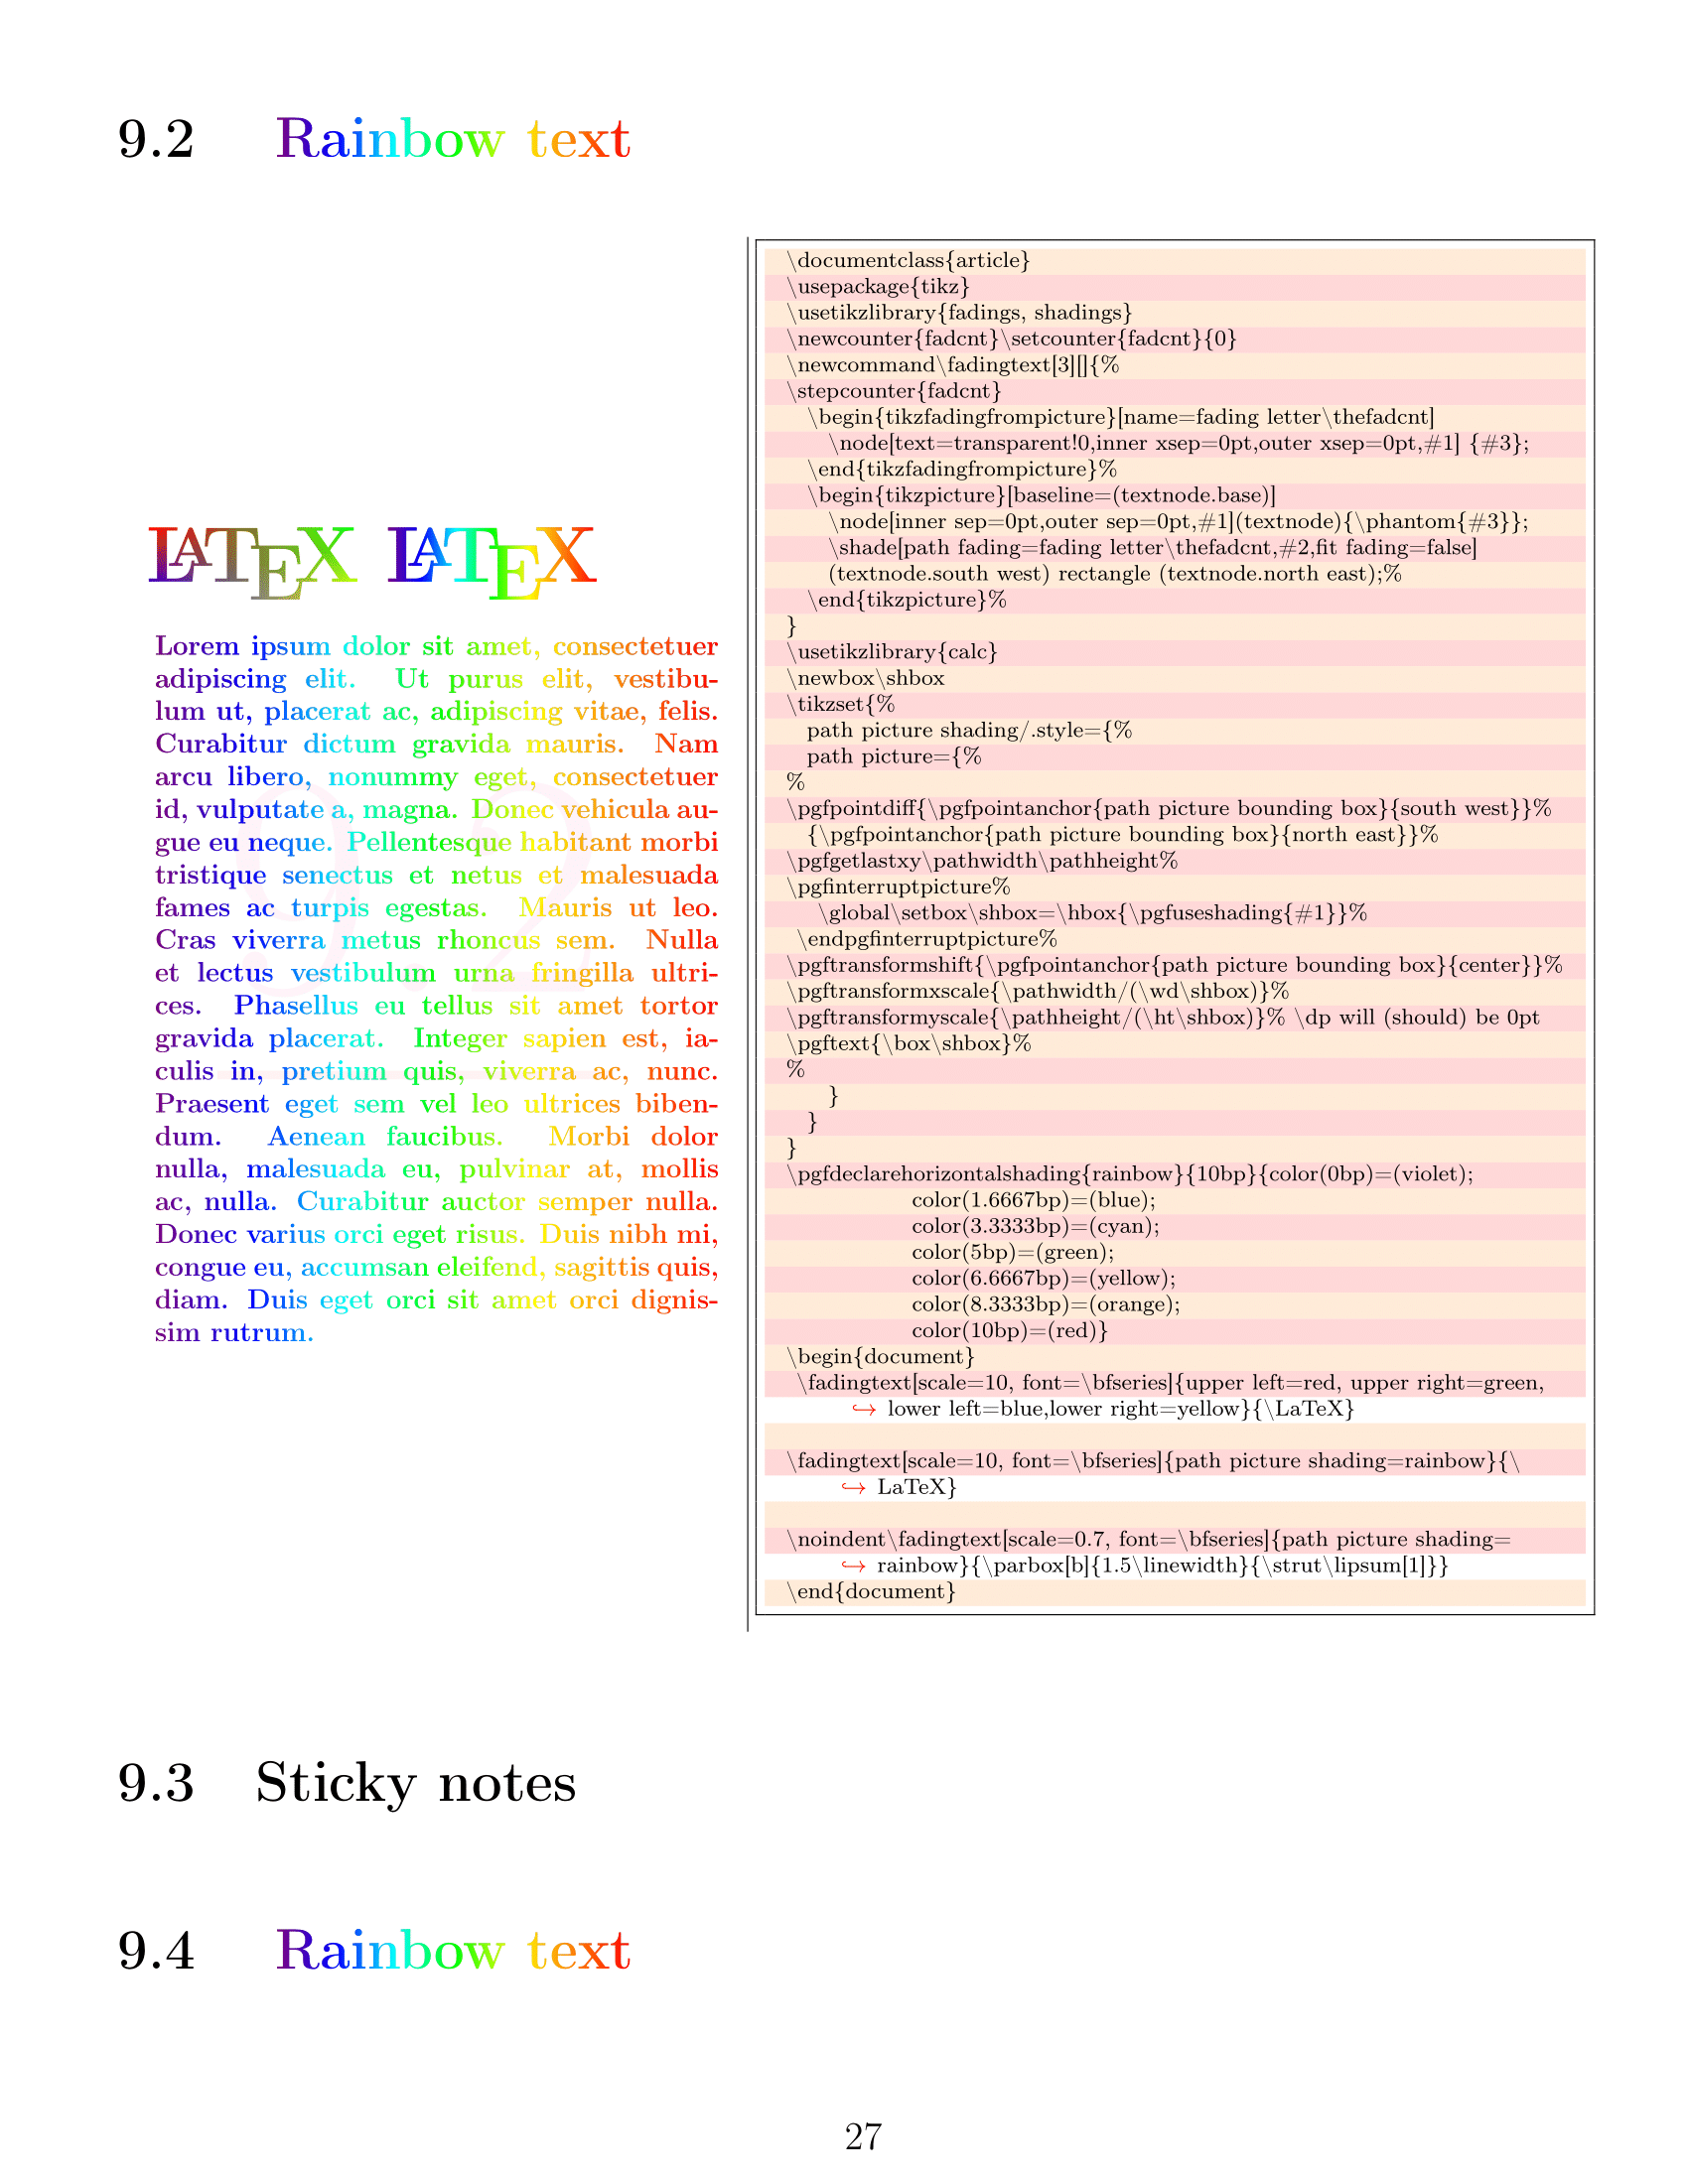 9.2 Rainbow text
LATEX LATEX
Lorem ipsum dolor sit amet, consectetuer
adipiscing elit. Ut purus elit, vestibu-
lum ut, placerat ac, adipiscing vitae, felis.
Curabitur dictum gravida mauris. Nam
arcu libero, nonummy eget, consectetuer
id, vulputate a, magna. Donec vehicula au-
gue eu neque. Pellentesque habitant morbi
tristique senectus et netus et malesuada
fames ac turpis egestas. Mauris ut leo.
Cras viverra metus rhoncus sem. Nulla
et lectus vestibulum urna fringilla ultri-
ces. Phasellus eu tellus sit amet tortor
gravida placerat. Integer sapien est, ia-
culis in, pretium quis, viverra ac, nunc.
Praesent eget sem vel leo ultrices biben-
dum. Aenean faucibus. Morbi dolor
nulla, malesuada eu, pulvinar at, mollis
ac, nulla. Curabitur auctor semper nulla.
Donec varius orci eget risus. Duis nibh mi,
congue eu, accumsan eleifend, sagittis quis,
diam. Duis eget orci sit amet orci dignis-
sim rutrum.
9.2
\documentclass{article}
\usepackage{tikz}
\usetikzlibrary{fadings, shadings}
\newcounter{fadcnt}\setcounter{fadcnt}{0}
\newcommand\fadingtext[3][]{%
\stepcounter{fadcnt}
\begin{tikzfadingfrompicture}[name=fading letter\thefadcnt]
\node[text=transparent!0,inner xsep=0pt,outer xsep=0pt,#1] {#3};
\end{tikzfadingfrompicture}%
\begin{tikzpicture}[baseline=(textnode.base)]
\node[inner sep=0pt,outer sep=0pt,#1](textnode){\phantom{#3}};
\shade[path fading=fading letter\thefadcnt,#2,fit fading=false]
(textnode.south west) rectangle (textnode.north east);%
\end{tikzpicture}%
}
\usetikzlibrary{calc}
\newbox\shbox
\tikzset{%
path picture shading/.style={%
path picture={%
%
\pgfpointdiff{\pgfpointanchor{path picture bounding box}{south west}}%
{\pgfpointanchor{path picture bounding box}{north east}}%
\pgfgetlastxy\pathwidth\pathheight%
\pgfinterruptpicture%
\global\setbox\shbox=\hbox{\pgfuseshading{#1}}%
\endpgfinterruptpicture%
\pgftransformshift{\pgfpointanchor{path picture bounding box}{center}}%
\pgftransformxscale{\pathwidth/(\wd\shbox)}%
\pgftransformyscale{\pathheight/(\ht\shbox)}% \dp will (should) be 0pt
\pgftext{\box\shbox}%
%
}
}
}
\pgfdeclarehorizontalshading{rainbow}{10bp}{color(0bp)=(violet);
color(1.6667bp)=(blue);
color(3.3333bp)=(cyan);
color(5bp)=(green);
color(6.6667bp)=(yellow);
color(8.3333bp)=(orange);
color(10bp)=(red)}
\begin{document}
\fadingtext[scale=10, font=\bfseries]{upper left=red, upper right=green,
↪ lower left=blue,lower right=yellow}{\LaTeX}
\fadingtext[scale=10, font=\bfseries]{path picture shading=rainbow}{\
↪ LaTeX}
\noindent\fadingtext[scale=0.7, font=\bfseries]{path picture shading=
↪ rainbow}{\parbox[b]{1.5\linewidth}{\strut\lipsum[1]}}
\end{document}
9.3 Sticky notes
9.4 Rainbow text
27